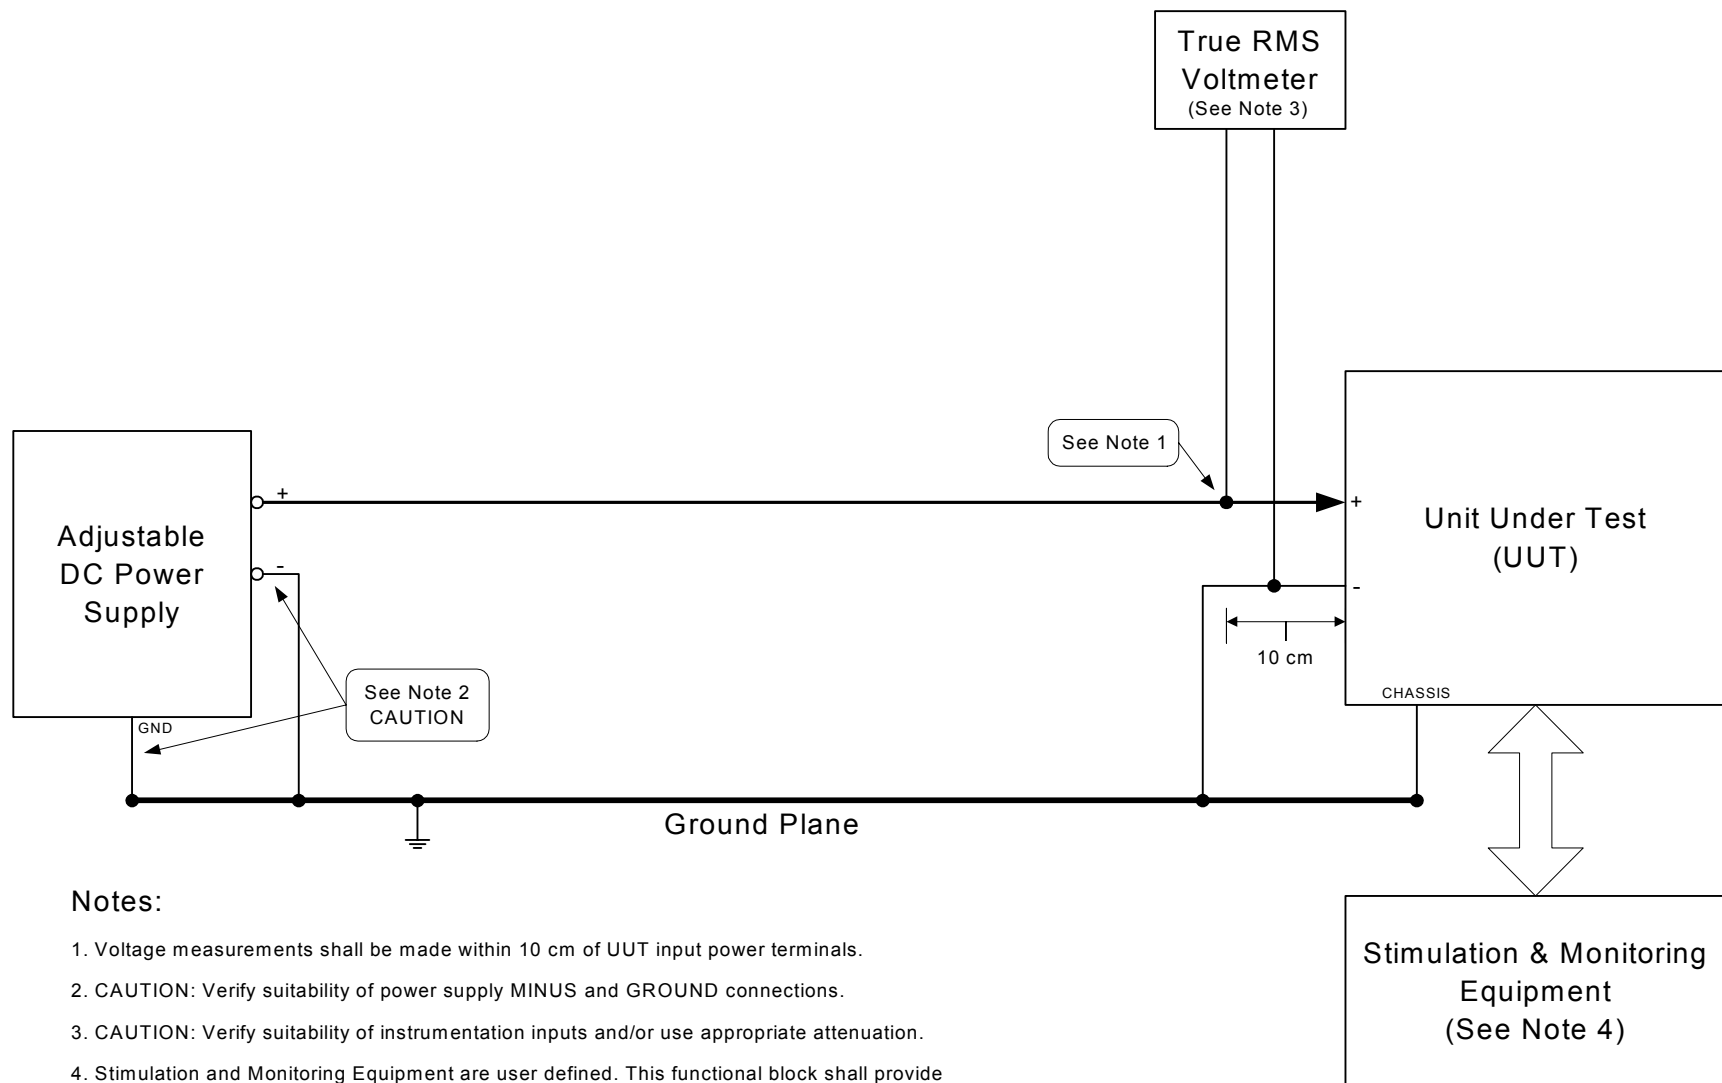 True RMS
Voltmeter
(See Note 3)
See Note 1
+
+
Adjustable
DC Power
Supply
-
Unit Under Test
(UUT)
-
10 cm
See Note 2
CAUTION
CHASSIS
GND
Ground Plane
Notes:
1. Voltage measurements shall be made within 10 cm of UUT input power terminals.
2. CAUTION: Verify suitability of power supply MINUS and GROUND connections.
3. CAUTION: Verify suitability of instrumentation inputs and/or use appropriate attenuation.
4. Stimulation and Monitoring Equipment are user defined. This functional block shall provide
Stimulation & Monitoring
Equipment
(See Note 4)